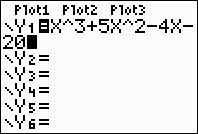 Plot1 Plot2 Plot3
\Y1=X^3+5X^2-4X-
20
\Y2=
\Y3=
\Y4=
\Y5=
\Y6=